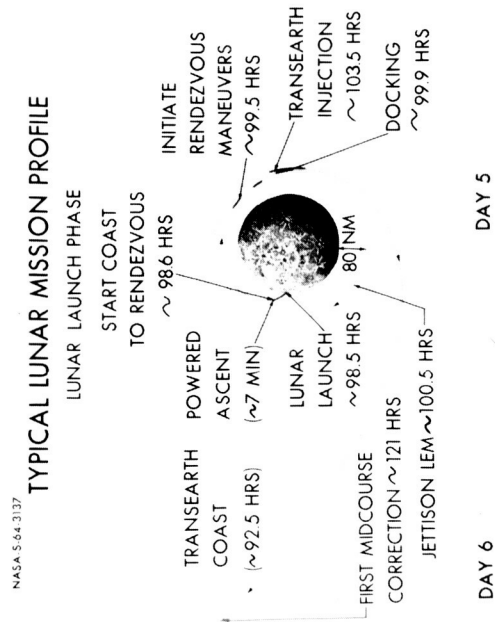 NASA-S-64-3137
TYPICAL LUNAR MISSION PROFILE
LUNAR LAUNCH PHASE
START COAST
TO RENDEZVOUS
~ 98.6 HRS
INITIATE
RENDEZVOUS
MANEUVERS
~99.5 HRS
TRANSEARTH
INJECTION
~103.5 HRS
DOCKING
~99.9 HRS
TRANSEARTH
COAST
(~92.5 HRS)
POWERED
ASCENT
(~7 MIN)
LUNAR
LAUNCH
~98.5 HRS
80 NM
FIRST MIDCOURSE
CORRECTION ~121 HRS
JETTISON LEM ~100.5 HRS
DAY 6
DAY 5